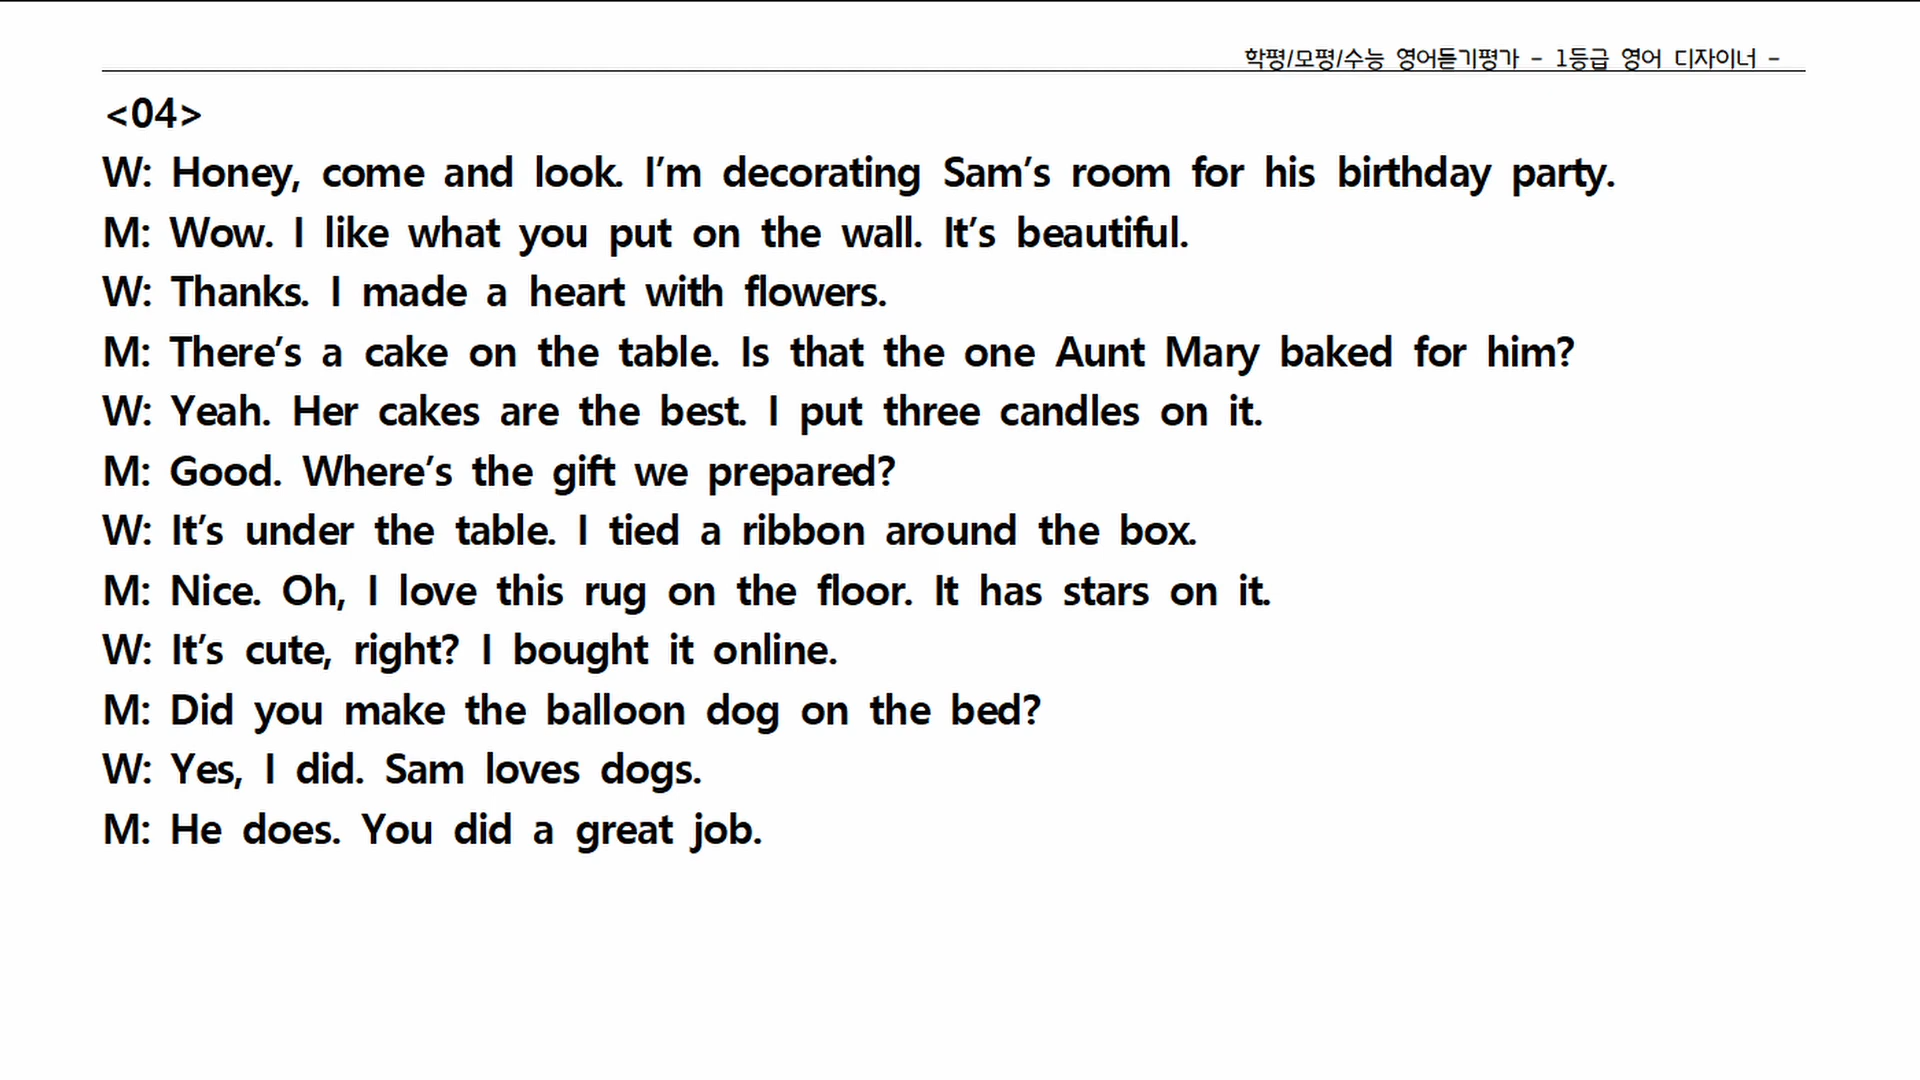 학평/모평/수능 영어듣기평가 - 1등급 영어 디자이너 -
<04>
W: Honey, come and look. I’m decorating Sam’s room for his birthday party.
M: Wow. I like what you put on the wall. It’s beautiful.
W: Thanks. I made a heart with flowers.
M: There’s a cake on the table. Is that the one Aunt Mary baked for him?
W: Yeah. Her cakes are the best. I put three candles on it.
M: Good. Where’s the gift we prepared?
W: It’s under the table. I tied a ribbon around the box.
M: Nice. Oh, I love this rug on the floor. It has stars on it.
W: It’s cute, right? I bought it online.
M: Did you make the balloon dog on the bed?
W: Yes, I did. Sam loves dogs.
M: He does. You did a great job.